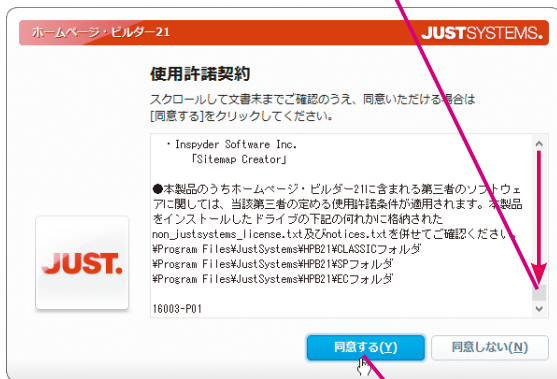 ホームページ・ビルダー21
JUSTSYSTEMS.
使用許諾契約
スクロールして文書末までご確認のうえ、同意いただける場合は
[同意する]をクリックしてください。
・Inspyder Software Inc.
「Sitemap Creator」
●本製品のうちホームページ・ビルダー21に含まれる第三者のソフトウェ
アに関しては、当該第三者の定める使用許諾条件が適用されます。本製品
をインストールしたドライブの下記の何れかに格納された
non_justsystems_license.txt及びnotices.txtを併せてご確認ください。
¥Program Files¥JustSystems¥HPB21¥CLASSICフォルダ
¥Program Files¥JustSystems¥HPB21¥SPフォルダ
¥Program Files¥JustSystems¥HPB21¥ECフォルダ
16003-P01
JUST.
同意する(Y)
同意しない(N)